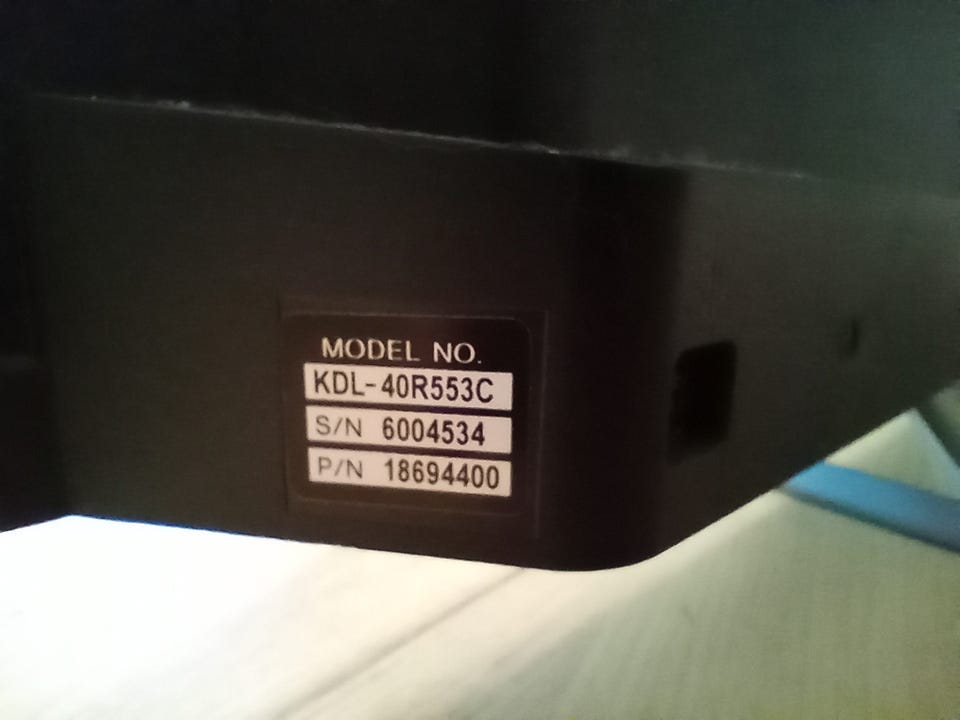 MODEL NO.
KDL-40R553C
S/N 6004534
P/N 18694400